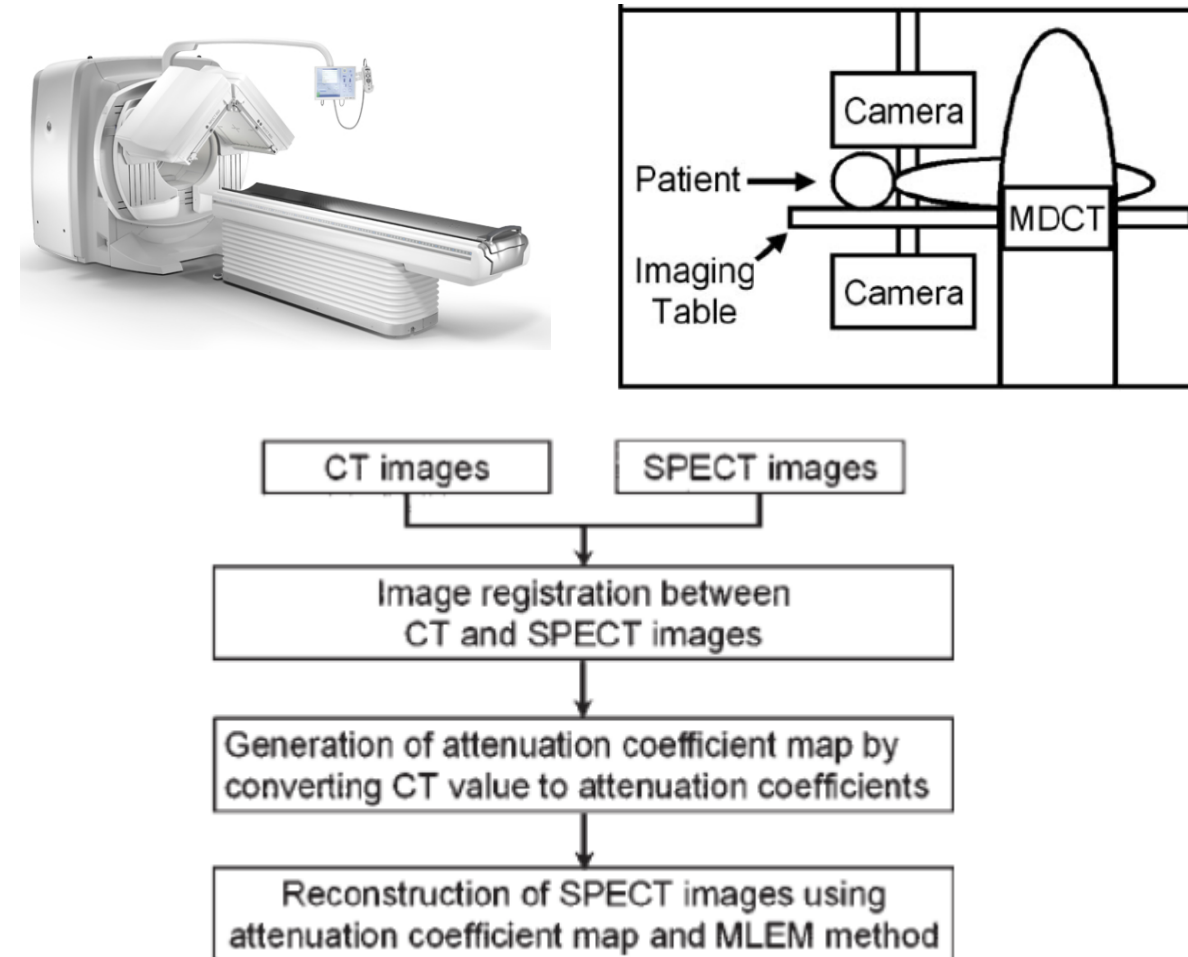 Camera
Patient
MDCT
Imaging
Table
Camera
CT images
SPECT images
Image registration between
CT and SPECT images
Generation of attenuation coefficient map by
converting CT value to attenuation coefficients
Reconstruction of SPECT images using
attenuation coefficient map and MLEM method